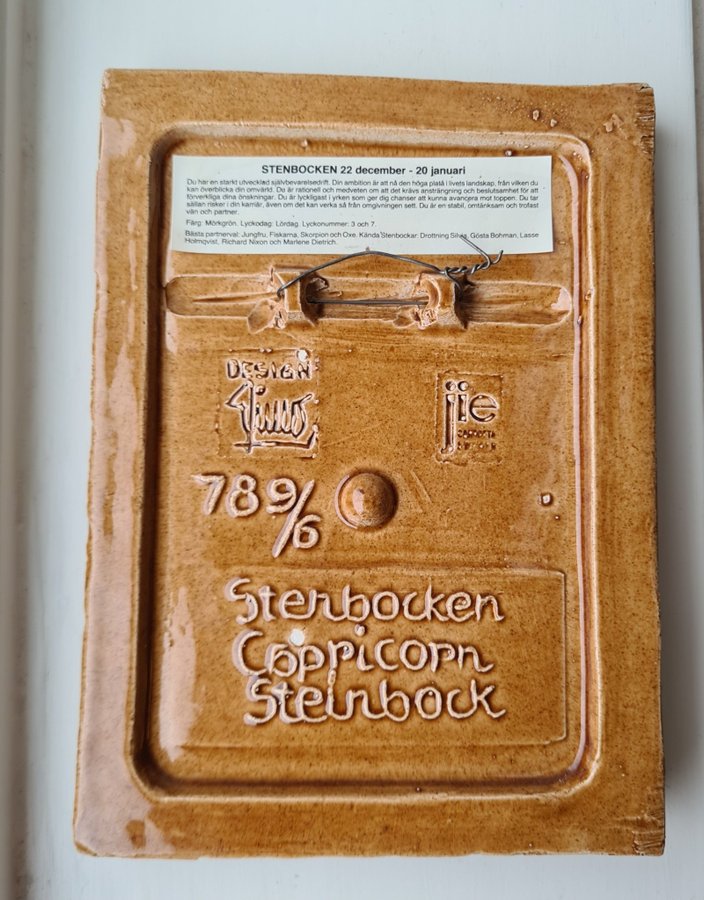 STENBOCKEN 22 december - 20 januari
Du har en starkt utvecklad självbevarelsedrift. Din ambition är att nå den höga platå i livets landskap, från vilken du
kan överblicka din omvärld. Du är rationell och medveten om att det krävs ansträngning och beslutsamhet för att
förverkliga dina önskningar. Du är lyckligast i yrken som ger dig chanser att kunna avancera mot toppen. Du tar
sällan risker i din karriär, även om det kan verka så från omgivningen sett. Du är en stabil, omtänksam och trofast
vän och partner.
Färg: Mörkgrön. Lyckodag: Lördag. Lyckonummer: 3 och 7.
Bästa partnerval: Jungfru, Fiskarna, Skorpion och Oxe. Kända Stenbockar: Drottning Silvia, Gösta Bohman, Lasse
Holmqvist, Richard Nixon och Marlene Dietrich.
DESIGN
jie
789/6
Stenbocken
Capricorn
Steinbock